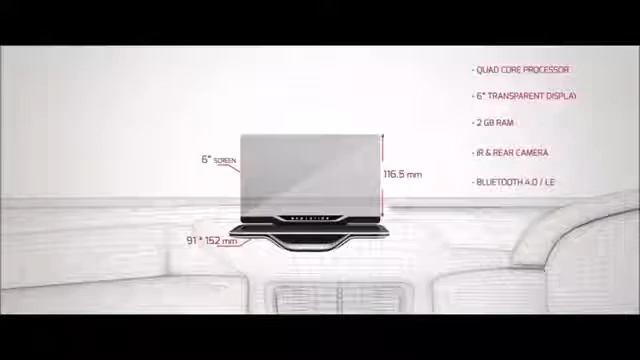 - QUAD CORE PROCESSOR
- 6" TRANSPARENT DISPLAY
- 2 GB RAM
- IR & REAR CAMERA
- BLUETOOTH 4.0 / LE
6" SCREEN
116.5 mm
91 * 152 mm